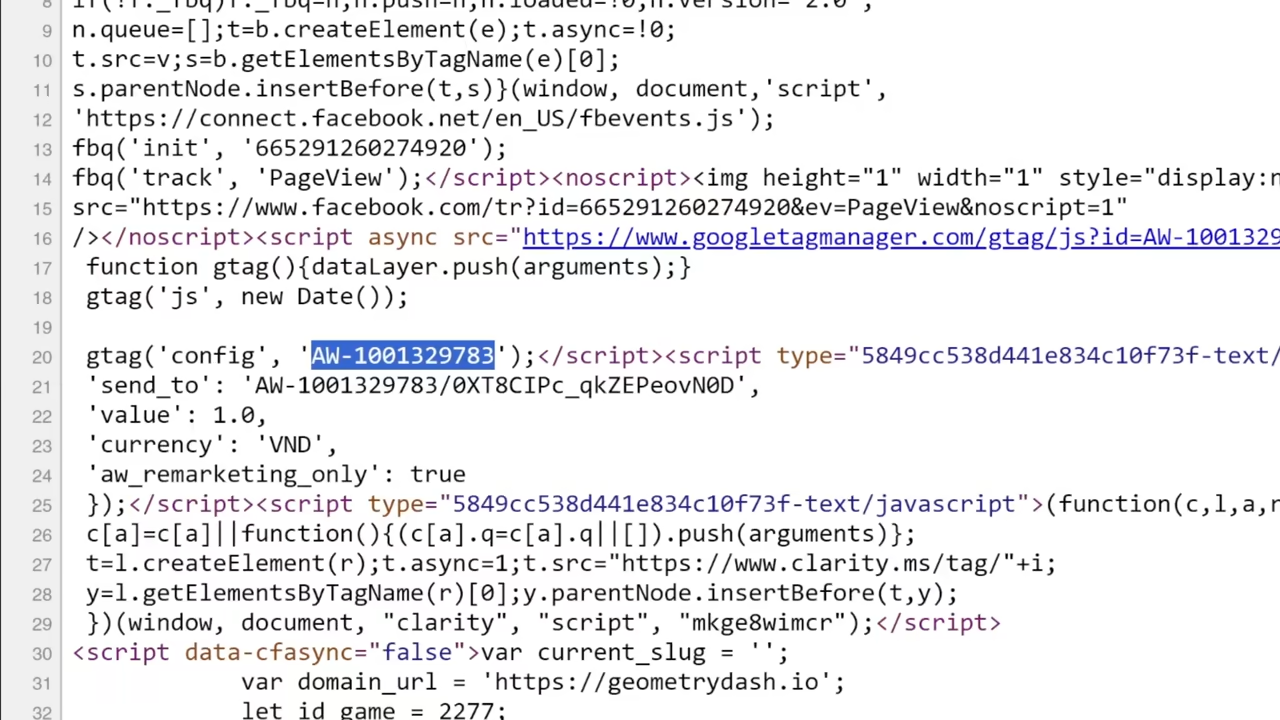 8 if(!f._fbq)f._fbq=n;n.push=n;n.loaded=!0;n.version='2.0';
9 n.queue=[];t=b.createElement(e);t.async=!0;
10 t.src=v;s=b.getElementsByTagName(e)[0];
11 s.parentNode.insertBefore(t,s)}(window, document,'script',
12 'https://connect.facebook.net/en_US/fbevents.js');
13 fbq('init', '665291260274920');
14 fbq('track', 'PageView');</script><noscript><img height="1" width="1" style="display:n
15 src="https://www.facebook.com/tr?id=665291260274920&ev=PageView&noscript=1"
16 /></noscript><script async src="https://www.googletagmanager.com/gtag/js?id=AW-1001329
17 function gtag(){dataLayer.push(arguments);}
18 gtag('js', new Date());
19
20 gtag('config', 'AW-1001329783');</script><script type="5849cc538d441e834c10f73f-text/
21 'send_to': 'AW-1001329783/0XT8CIPc_qkZEPeovN0D',
22 'value': 1.0,
23 'currency': 'VND',
24 'aw_remarketing_only': true
25 });</script><script type="5849cc538d441e834c10f73f-text/javascript">(function(c,l,a,r
26 c[a]=c[a]||function(){(c[a].q=c[a].q||[]).push(arguments)};
27 t=l.createElement(r);t.async=1;t.src="https://www.clarity.ms/tag/"+i;
28 y=l.getElementsByTagName(r)[0];y.parentNode.insertBefore(t,y);
29 })(window, document, "clarity", "script", "mkge8wimcr");</script>
30 <script data-cfasync="false">var current_slug = '';
31 var domain_url = 'https://geometrydash.io';
32 let id_game = 2277;